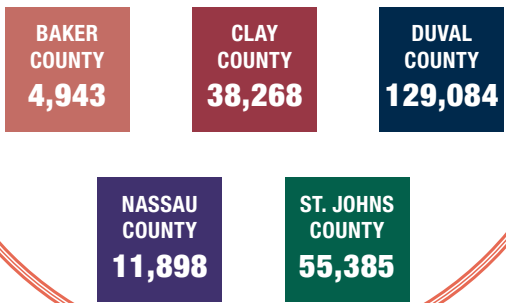 BAKER
COUNTY
4,943
CLAY
COUNTY
38,268
DUVAL
COUNTY
129,084
NASSAU
COUNTY
11,898
ST. JOHNS
COUNTY
55,385